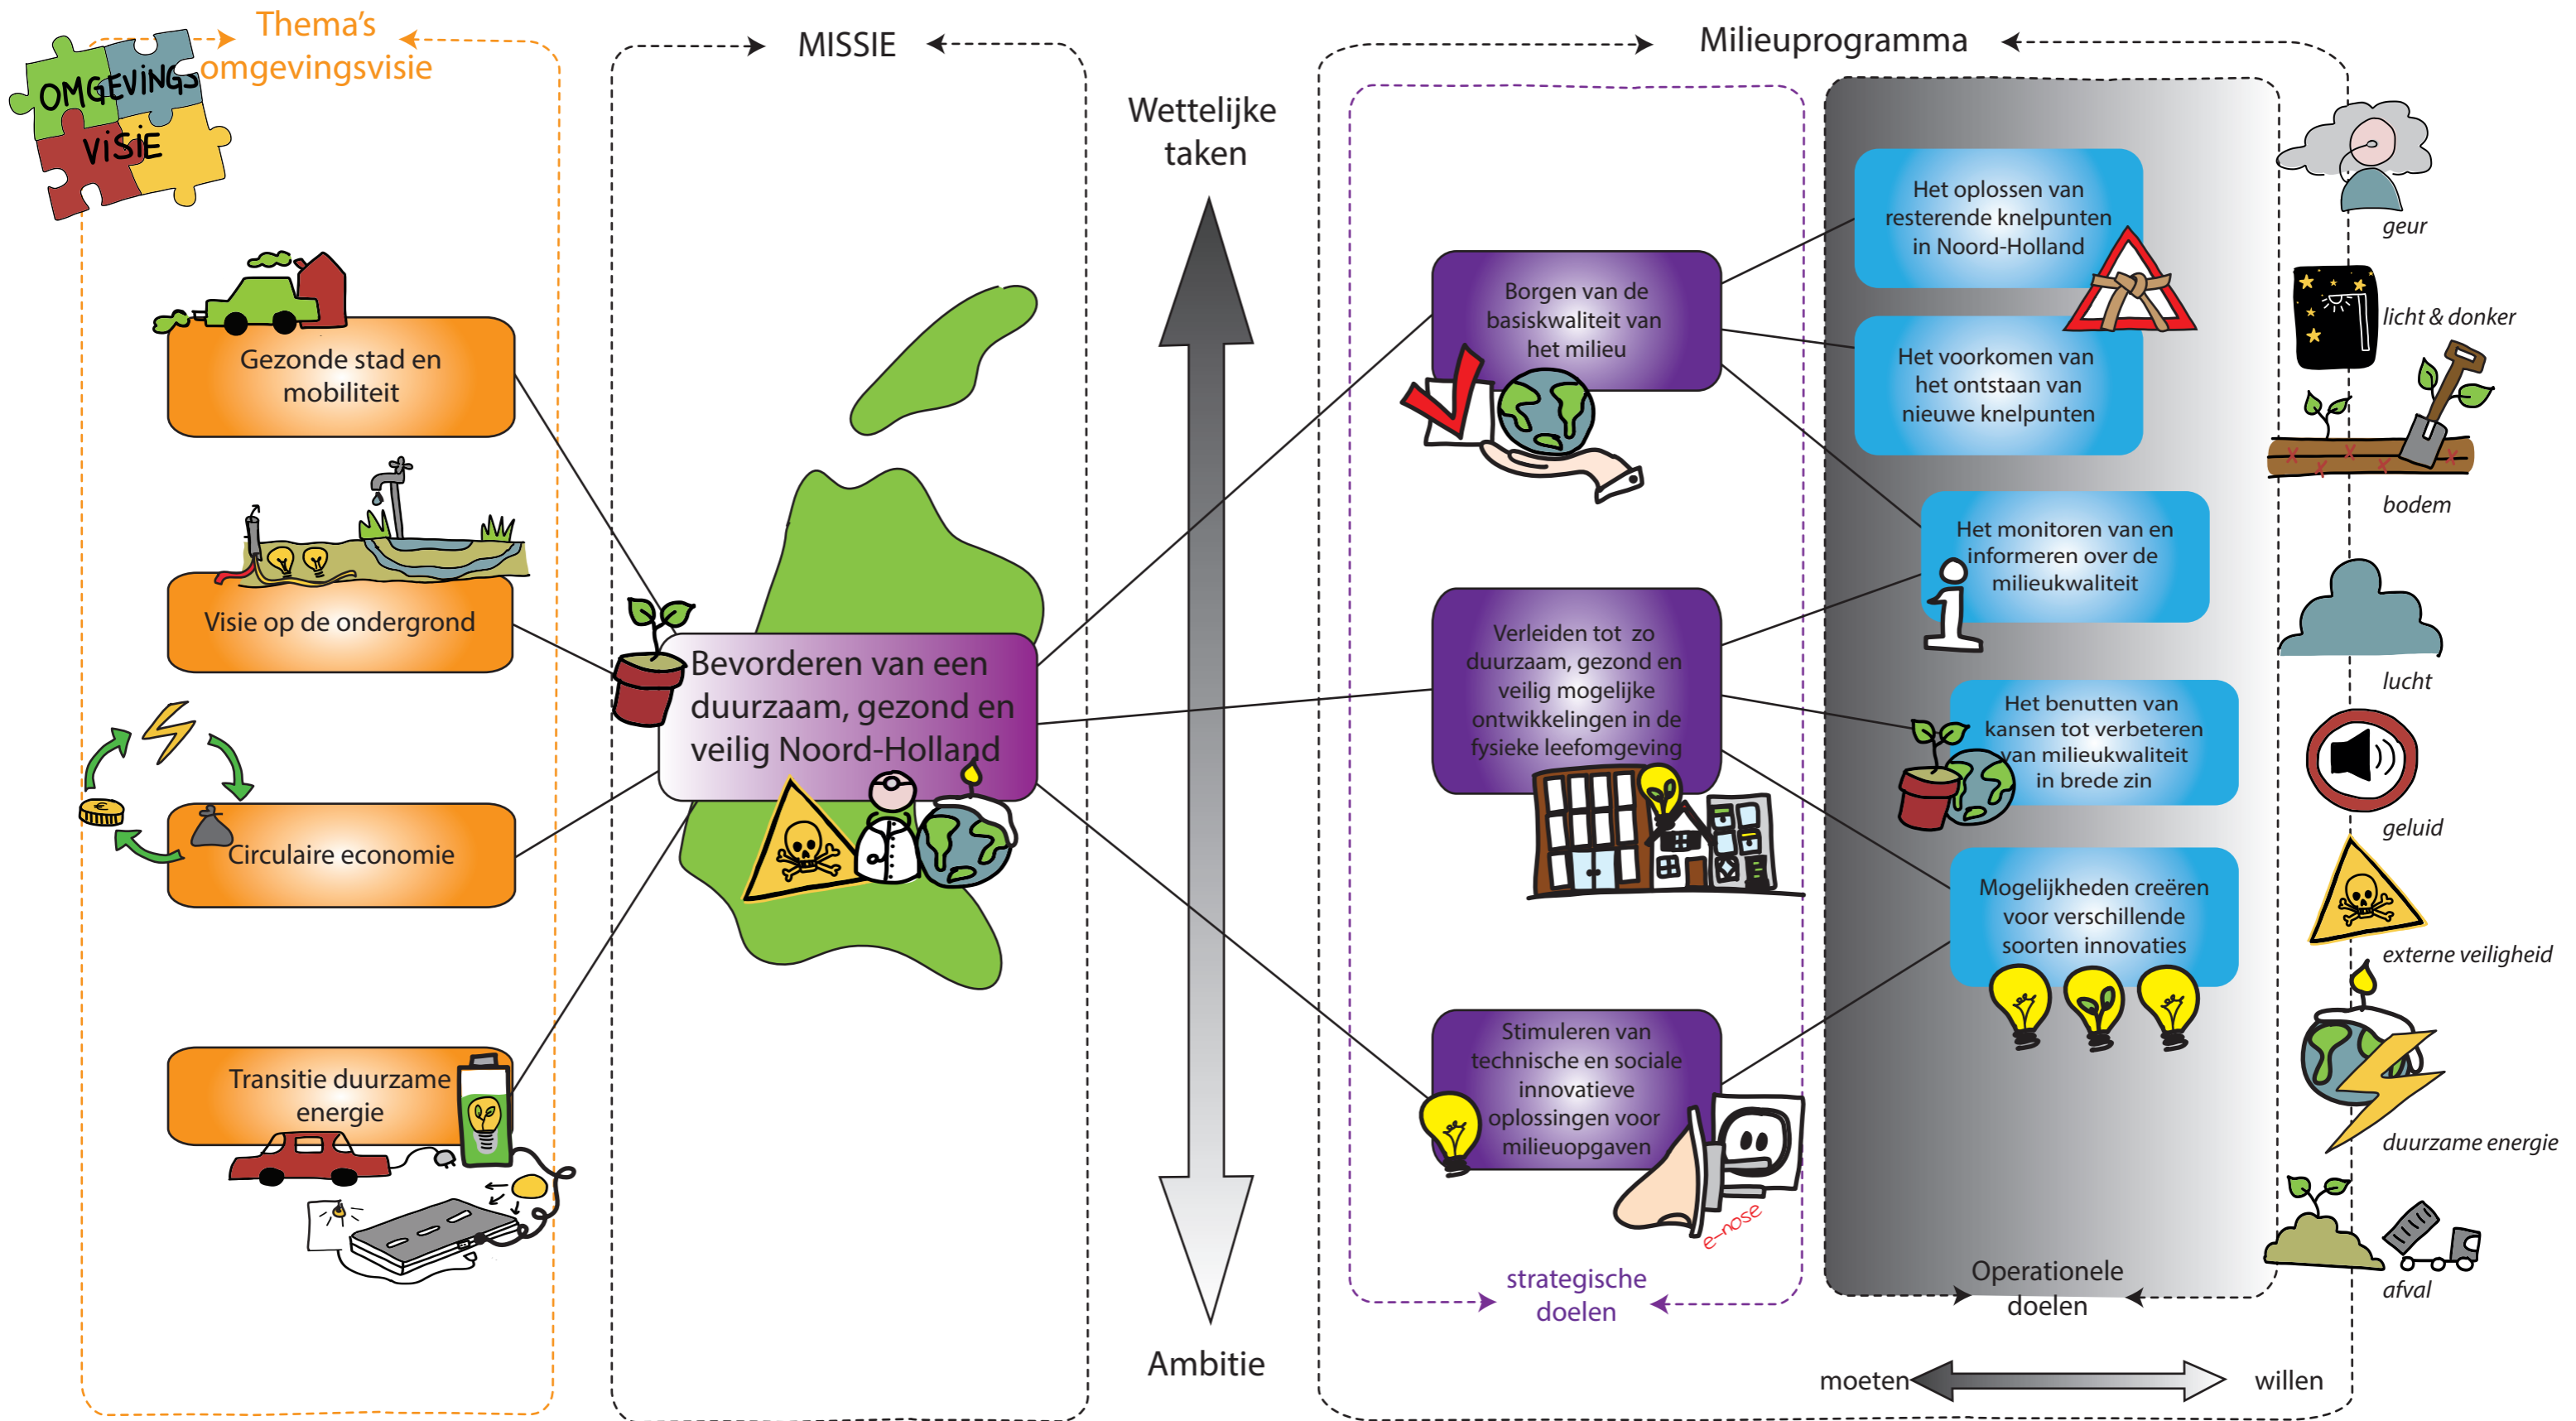 OMGEVINGS
VISIE
Thema's
omgevingsvisie
Gezonde stad en
mobiliteit
Visie op de ondergrond
€
Circulaire economie
Transitie duurzame
energie
MISSIE
Bevorderen van een
duurzaam, gezond en
veilig Noord-Holland
Wettelijke
taken
Ambitie
Milieuprogramma
Borgen van de
basiskwaliteit van
het milieu
Verleiden tot zo
duurzaam, gezond en
veilig mogelijke
ontwikkelingen in de
fysieke leefomgeving
Stimuleren van
technische en sociale
innovatieve
oplossingen voor
milieuopgaven
e-nose
strategische
doelen
Het oplossen van
resterende knelpunten
in Noord-Holland
Het voorkomen van
het ontstaan van
nieuwe knelpunten
Het monitoren van en
informeren over de
milieukwaliteit
Het benutten van
kansen tot verbeteren
van milieukwaliteit
in brede zin
Mogelijkheden creëren
voor verschillende
soorten innovaties
Operationele
doelen
moeten
willen
geur
licht & donker
bodem
lucht
geluid
externe veiligheid
duurzame energie
afval